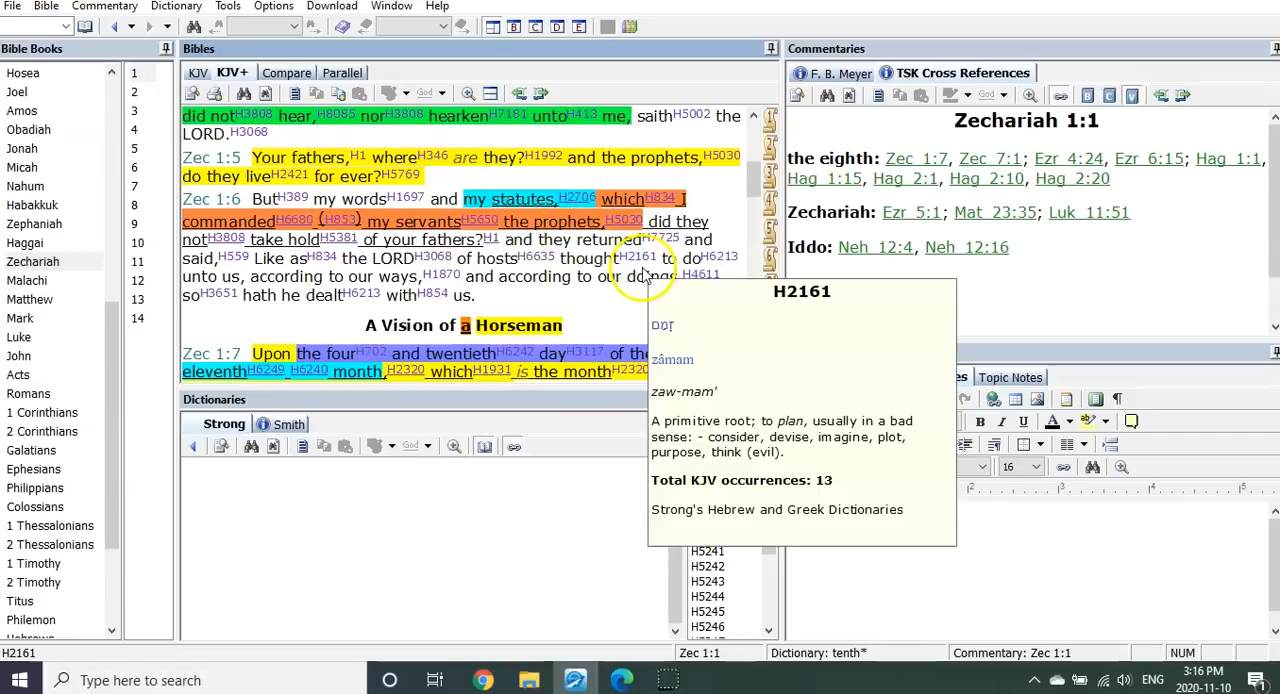 File Bible Commentary Dictionary Tools Options Download Window Help
Bible Books
Hosea
Joel
Amos
Obadiah
Jonah
Micah
Nahum
Habakkuk
Zephaniah
Haggai
Zechariah
Malachi
Matthew
Mark
Luke
John
Acts
Romans
1 Corinthians
2 Corinthians
Galatians
Ephesians
Philippians
Colossians
1 Thessalonians
2 Thessalonians
1 Timothy
2 Timothy
Titus
Philemon
Hebrews
1
2
3
4
5
6
7
8
9
10
11
12
13
14
Bibles
KJV KJV+ Compare Parallel
God
did notH3808 hear,H8085 norH3808 hearkenH7181 untoH413 me, saithH5002 the
LORD.H3068
Zec 1:5 Your fathers,H1 whereH346 are they?H1992 and the prophets,H5030
do they liveH2421 for ever?H5769
Zec 1:6 ButH389 my wordsH1697 and my statutes,H2706 whichH834 I
commandedH6680 (H853) my servantsH5650 the prophets,H5030 did they
notH3808 take holdH5381 of your fathers?H1 and they returnedH7725 and
said,H559 Like asH834 the LORDH3068 of hostsH6635 thoughtH2161 to doH6213
unto us, according to our ways,H1870 and according to our doings,H4611
soH3651 hath he dealtH6213 withH854 us.
A Vision of a Horseman
Zec 1:7 Upon the fourH702 and twentiethH6242 dayH3117 of the
eleventhH6249 H6240 month,H2320 whichH1931 is the monthH2320
H2161
זָמַם
zâmam
zaw-mam'
A primitive root; to plan, usually in a bad
sense: - consider, devise, imagine, plot,
purpose, think (evil).
Total KJV occurrences: 13
Strong's Hebrew and Greek Dictionaries
Dictionaries
Strong Smith
God
H5241
H5242
H5243
H5244
H5245
H5246
Commentaries
F. B. Meyer TSK Cross References
God
B C V
Zechariah 1:1
the eighth: Zec 1:7, Zec 7:1; Ezr 4:24, Ezr 6:15; Hag 1:1,
Hag 1:15, Hag 2:1, Hag 2:10, Hag 2:20
Zechariah: Ezr 5:1; Mat 23:35; Luk 11:51
Iddo: Neh 12:4, Neh 12:16
Topic Notes
B I U A ab
16
2 3 4 5
H2161 Zec 1:1 Dictionary: tenth* Commentary: Zec 1:1 NUM
Type here to search
ENG
3:16 PM
2020-11-10